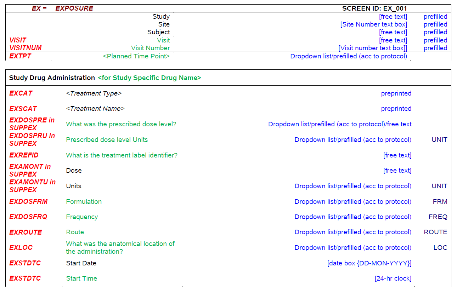 EX = EXPOSURE SCREEN ID: EX_001
Study [free text] prefilled
Site [Site Number text box] prefilled
Subject [free text] prefilled
VISIT Visit [free text] prefilled
VISITNUM Visit Number [Visit number text box]] prefilled
EXTPT <Planned Time Point> Dropdown list/prefilled (acc to protocol)
Study Drug Administration <for Study Specific Drug Name>
EXCAT <Treatment Type> preprinted
EXSCAT <Treatment Name> preprinted
EXDOSPRE in
SUPPEX What was the prescribed dose level? Dropdown list/prefilled (acc to protocol)/free text
EXDOSPRU in
SUPPEX Prescribed dose level Units Dropdown list/prefilled (acc to protocol) UNIT
EXREFID What is the treatment label identifier? [free text]
EXAMONT in
SUPPEX Dose [free text]
EXAMONTU in
SUPPEX Units Dropdown list/prefilled (acc to protocol) UNIT
EXDOSFRM Formulation Dropdown list/prefilled (acc to protocol) FRM
EXDOSFRQ Frequency Dropdown list/prefilled (acc to protocol) FREQ
EXROUTE Route Dropdown list/prefilled (acc to protocol) ROUTE
EXLOC What was the anatomical location of
the administration? Dropdown list/prefilled (acc to protocol) LOC
EXSTDTC Start Date [date box {DD-MON-YYYY}]
EXSTDTC Start Time [24-hr clock]